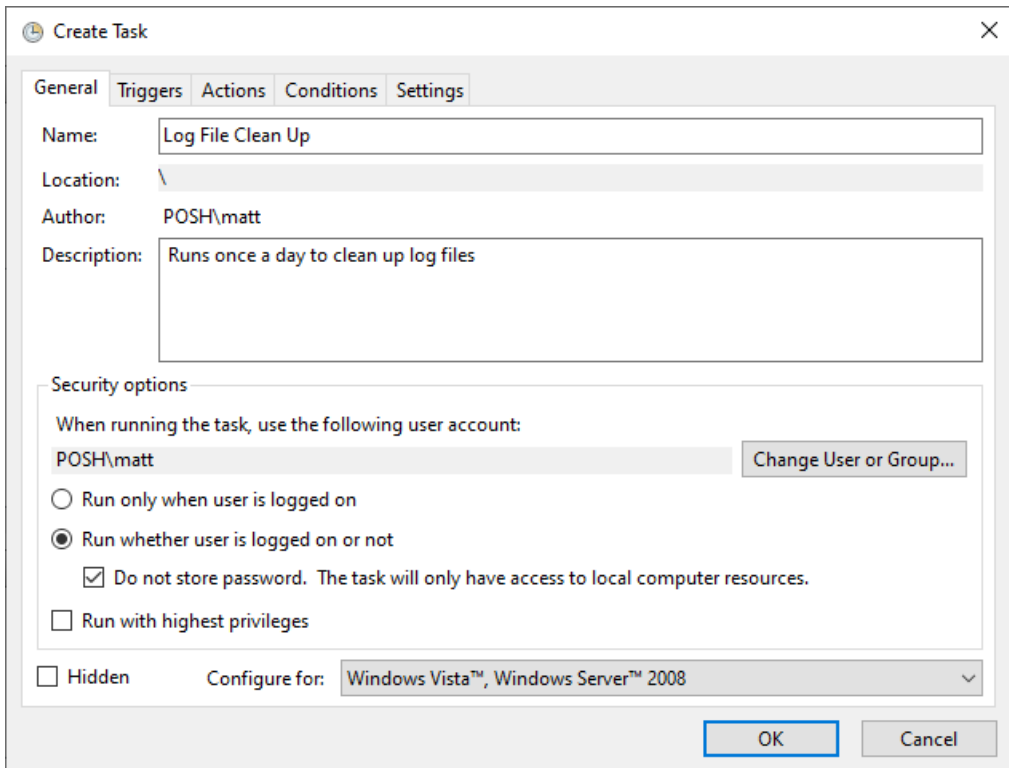 Create Task
General Triggers Actions Conditions Settings
Name: Log File Clean Up
Location: \
Author: POSH\matt
Description: Runs once a day to clean up log files
Security options
When running the task, use the following user account:
POSH\matt Change User or Group...
Run only when user is logged on
Run whether user is logged on or not
Do not store password. The task will only have access to local computer resources.
Run with highest privileges
Hidden Configure for: Windows Vista™, Windows Server™ 2008
OK Cancel